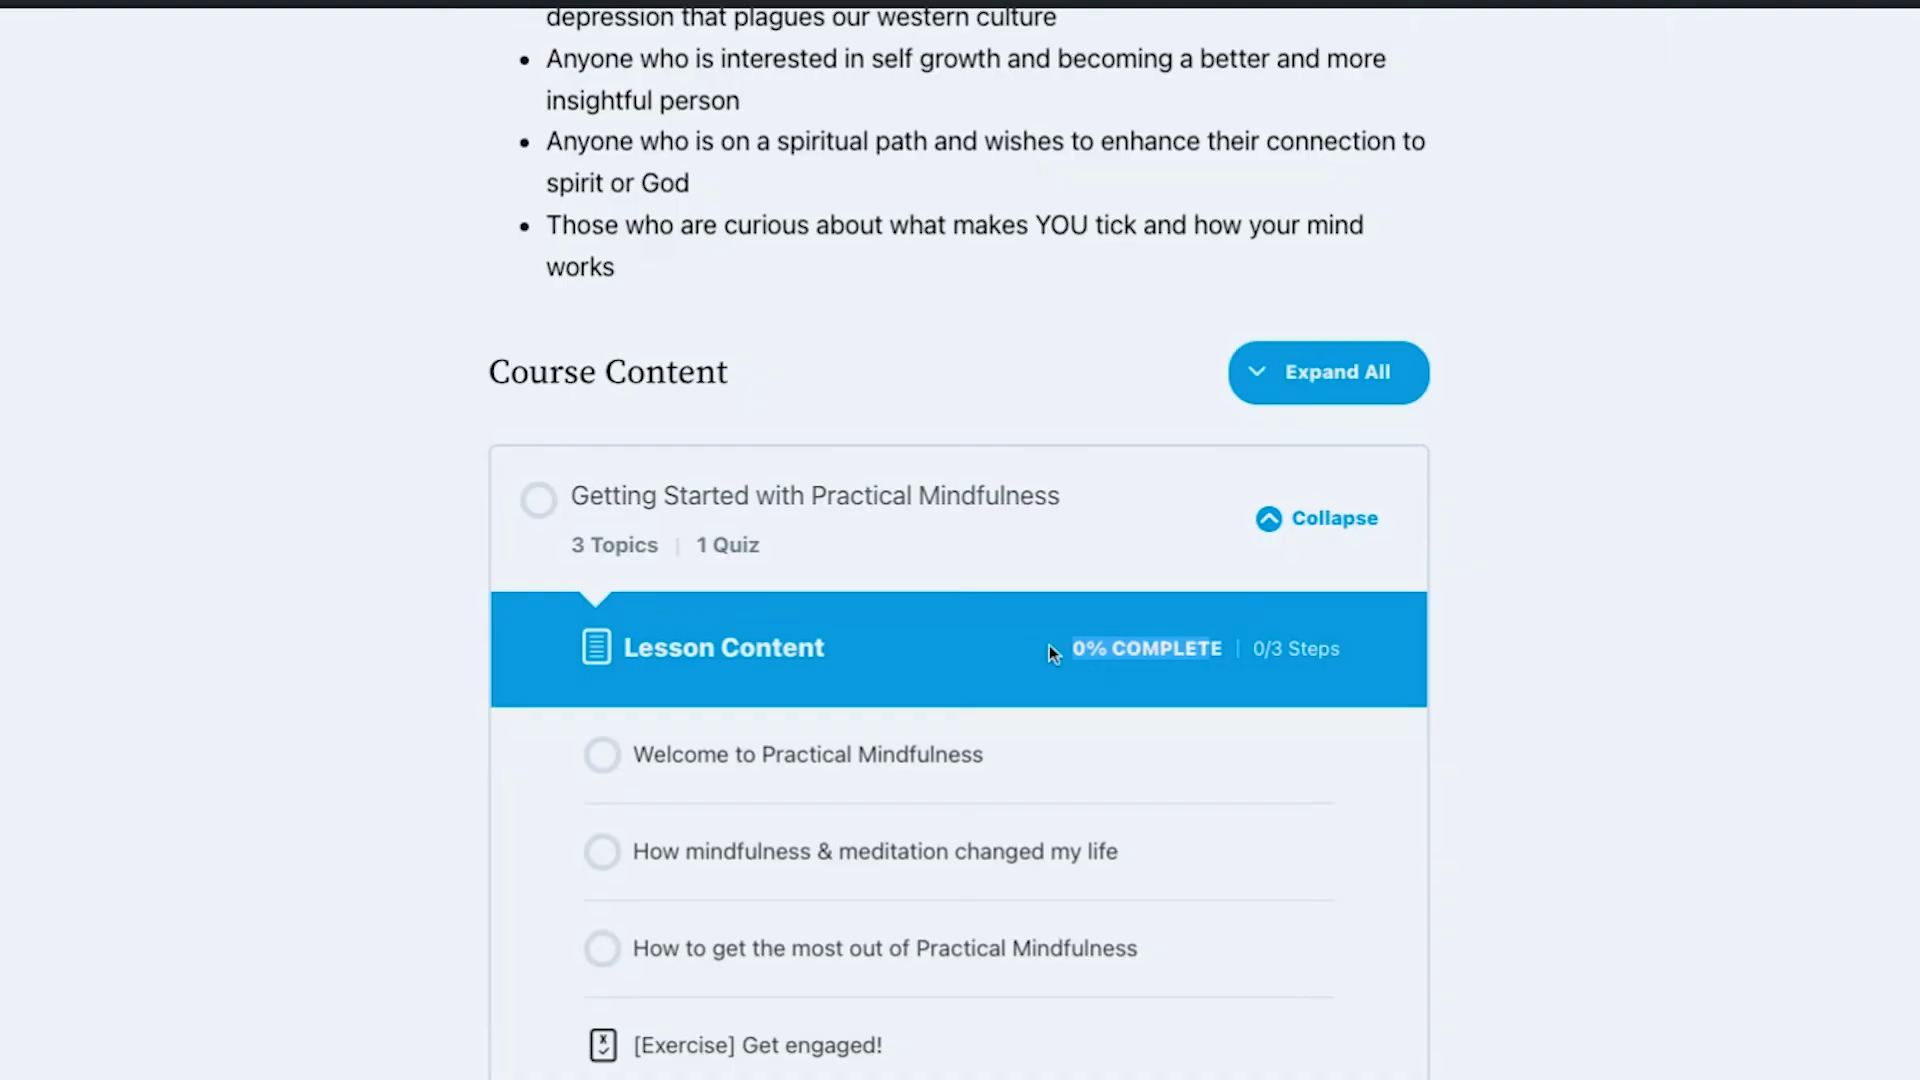 depression that plagues our western culture
Anyone who is interested in self growth and becoming a better and more
insightful person
Anyone who is on a spiritual path and wishes to enhance their connection to
spirit or God
Those who are curious about what makes YOU tick and how your mind
works
Course Content
Expand All
Getting Started with Practical Mindfulness
3 Topics | 1 Quiz
Collapse
Lesson Content
0% COMPLETE | 0/3 Steps
Welcome to Practical Mindfulness
How mindfulness & meditation changed my life
How to get the most out of Practical Mindfulness
[Exercise] Get engaged!